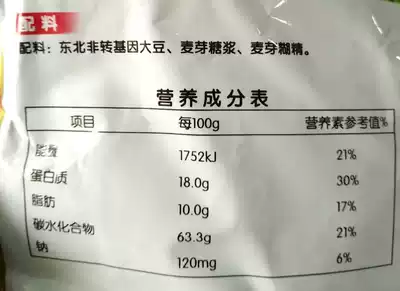 配料
配料：东北非转基因大豆、麦芽糖浆、麦芽糊精。
营养成分表
项目 每100g 营养素参考值%
能量 1752kJ 21%
蛋白质 18.0g 30%
脂肪 10.0g 17%
碳水化合物 63.3g 21%
钠 120mg 6%